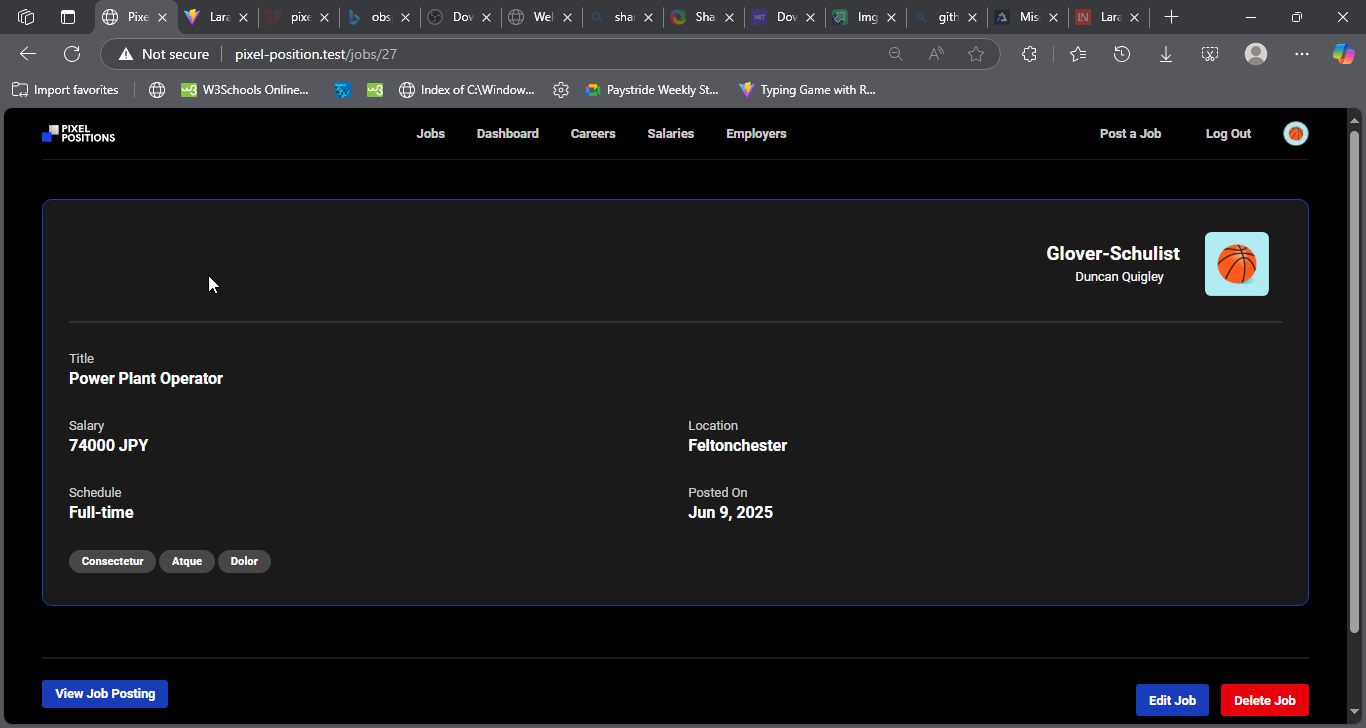 Pixe
Lara
pixe
obs
Dov
Wel
shar
Sha
.NET
Dov
Img
gith
Mis
IN
Lara
Not secure
pixel-position.test/jobs/27
Import favorites
W3Schools Online...
Index of C:\Window...
Paystride Weekly St...
Typing Game with R...
PIXEL
POSITIONS
Jobs
Dashboard
Careers
Salaries
Employers
Post a Job
Log Out
Glover-Schulist
Duncan Quigley
Title
Power Plant Operator
Salary
74000 JPY
Location
Feltonchester
Schedule
Full-time
Posted On
Jun 9, 2025
Consectetur
Atque
Dolor
View Job Posting
Edit Job
Delete Job